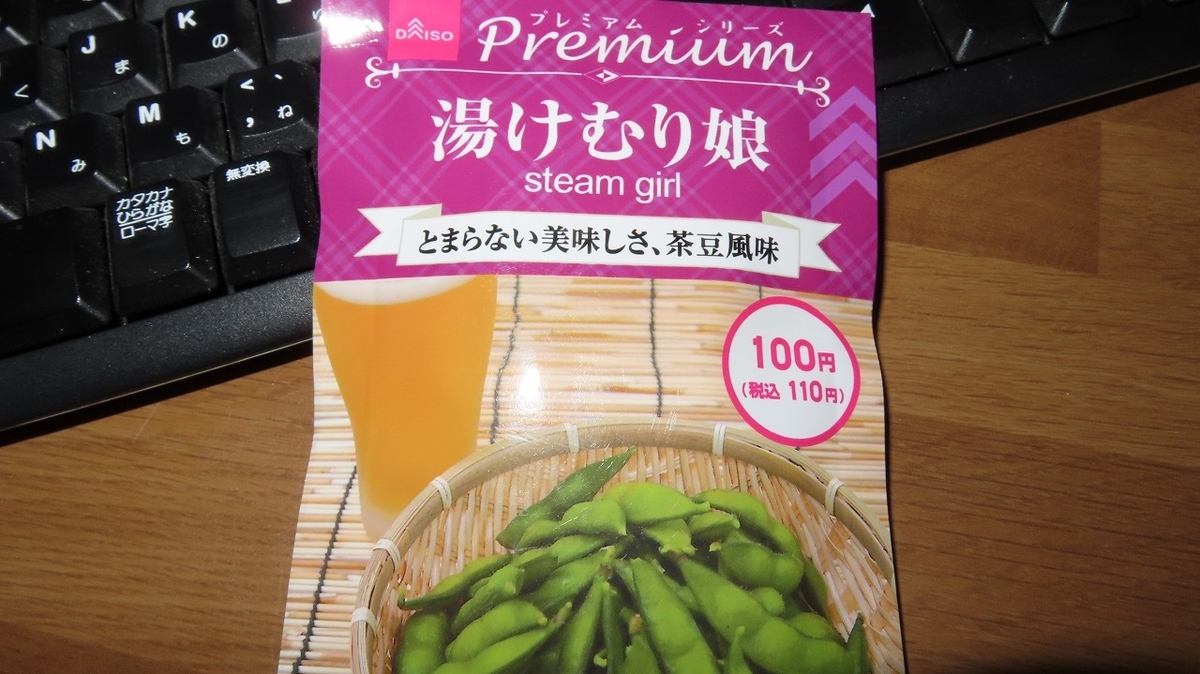 DAISO
プレミアム シリーズ
Premium
湯けむり娘
steam girl
とまらない美味しさ、茶豆風味
100円
(税込 110円)
J
ま
K
の
N
み
M
も
<
、
,
ね
カタカナ
ひらがな
ローマ字
無変換